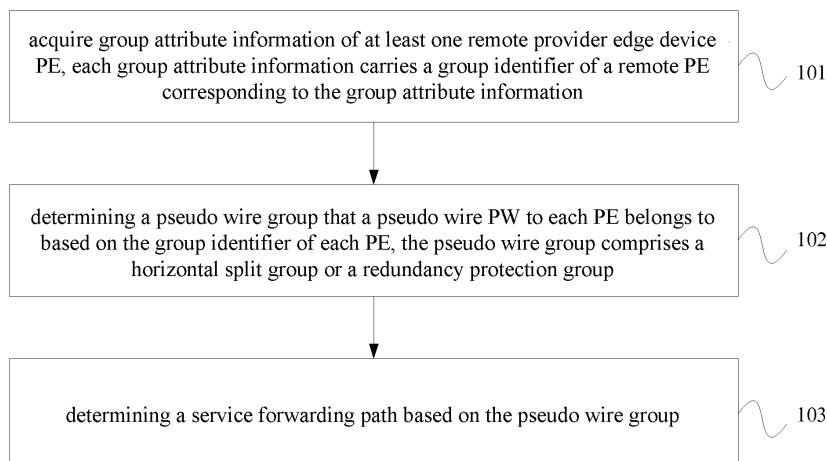 acquire group attribute information of at least one remote provider edge device
PE, each group attribute information carries a group identifier of a remote PE
corresponding to the group attribute information
101
determining a pseudo wire group that a pseudo wire PW to each PE belongs to
based on the group identifier of each PE, the pseudo wire group comprises a
horizontal split group or a redundancy protection group
102
determining a service forwarding path based on the pseudo wire group
103